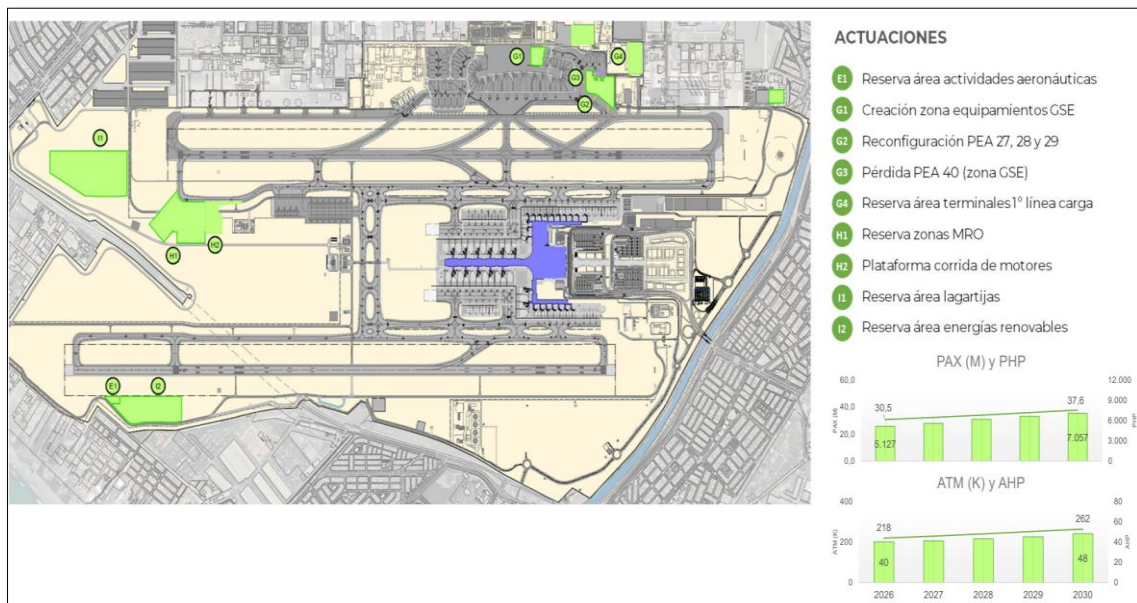 G1
G4
G3
G2
I1
H2
H1
E1
I2
ACTUACIONES
E1 Reserva área actividades aeronáuticas
G1 Creación zona equipamientos GSE
G2 Reconfiguración PEA 27, 28 y 29
G3 Pérdida PEA 40 (zona GSE)
G4 Reserva área terminales1° línea carga
H1 Reserva zonas MRO
H2 Plataforma corrida de motores
I1 Reserva área lagartijas
I2 Reserva área energías renovables
PAX (M) y PHP
60,0
40,0
20,0
0,0
PAX (M)
30,5
37,6
5.127
7.057
12.000
9.000
6.000
3.000
0
PHP
ATM (K) y AHP
400
200
0
ATM (K)
218
262
40
48
80
60
40
20
0
AHP
2026 2027 2028 2029 2030